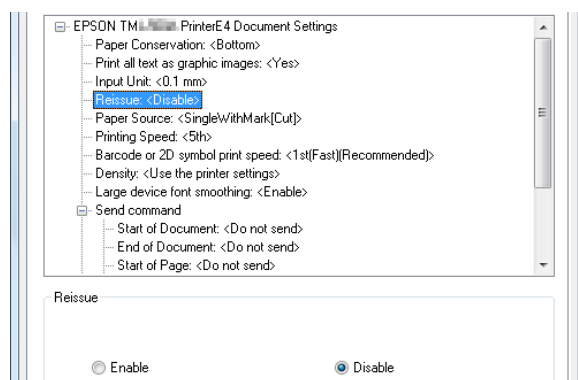 EPSON TM PrinterE4 Document Settings
Paper Conservation: <Bottom>
Print all text as graphic images: <Yes>
Input Unit: <0.1 mm>
Reissue: <Disable>
Paper Source: <SingleWithMark[Cut]>
Printing Speed: <5th>
Barcode or 2D symbol print speed: <1st(Fast)(Recommended)>
Density: <Use the printer settings>
Large device font smoothing: <Enable>
Send command
Start of Document: <Do not send>
End of Document: <Do not send>
Start of Page: <Do not send>
Reissue
Enable Disable